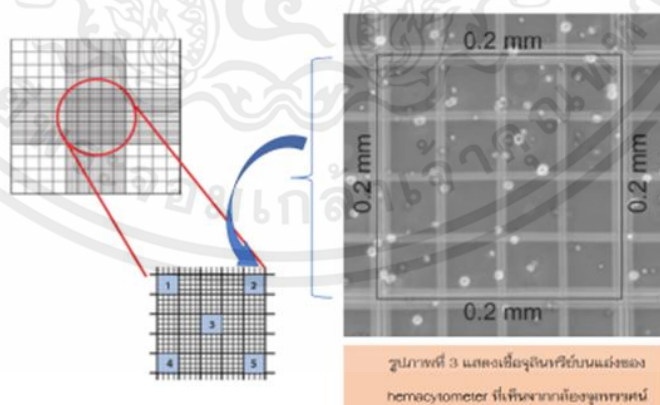 0.2 mm
0.2 mm
0.2 mm
0.2 mm
1
2
3
4
5
รูปภาพที่ 3 แสดงเชื้อจุลินทรีย์บนแอ่งของ
hemacytometer ที่เห็นจากกล้องจุลทรรศน์